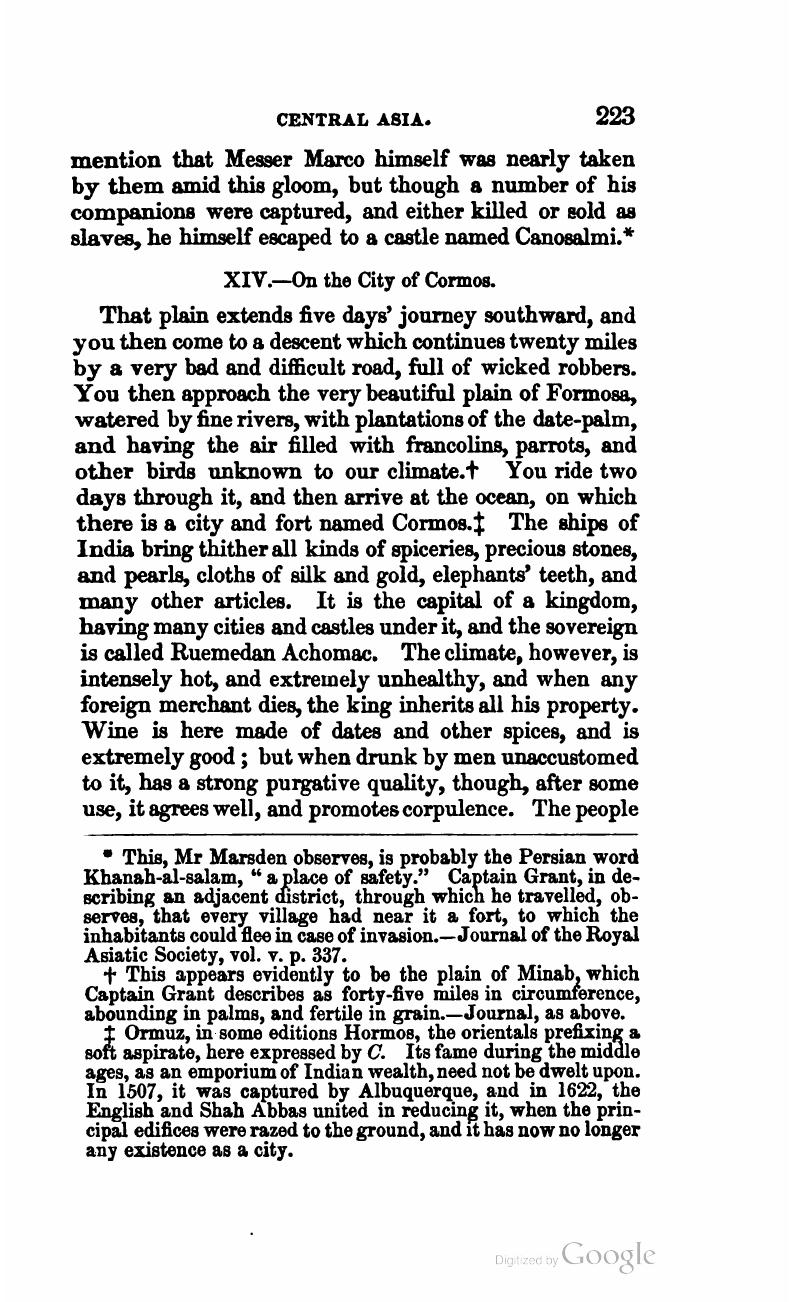 CENTRAL ASIA. 223
mention that Messer Marco himself was nearly taken
by them amid this gloom, but though a number of his
companions were captured, and either killed or sold as
slaves, he himself escaped to a castle named Canosalmi.*
XIV.—On the City of Cormos.
That plain extends five days' journey southward, and
you then come to a descent which continues twenty miles
by a very bad and difficult road, full of wicked robbers.
You then approach the very beautiful plain of Formosa,
watered by fine rivers, with plantations of the date-palm,
and having the air filled with francolins, parrots, and
other birds unknown to our climate.† You ride two
days through it, and then arrive at the ocean, on which
there is a city and fort named Cormos.‡ The ships of
India bring thither all kinds of spiceries, precious stones,
and pearls, cloths of silk and gold, elephants' teeth, and
many other articles. It is the capital of a kingdom,
having many cities and castles under it, and the sovereign
is called Ruemedan Achomac. The climate, however, is
intensely hot, and extremely unhealthy, and when any
foreign merchant dies, the king inherits all his property.
Wine is here made of dates and other spices, and is
extremely good ; but when drunk by men unaccustomed
to it, has a strong purgative quality, though, after some
use, it agrees well, and promotes corpulence. The people
* This, Mr Marsden observes, is probably the Persian word
Khanah-al-salam, “ a place of safety.” Captain Grant, in de-
scribing an adjacent district, through which he travelled, ob-
serves, that every village had near it a fort, to which the
inhabitants could flee in case of invasion.—Journal of the Royal
Asiatic Society, vol. v. p. 337.
† This appears evidently to be the plain of Minab, which
Captain Grant describes as forty-five miles in circumference,
abounding in palms, and fertile in grain.—Journal, as above.
‡ Ormuz, in some editions Hormos, the orientals prefixing a
soft aspirate, here expressed by C. Its fame during the middle
ages, as an emporium of Indian wealth, need not be dwelt upon.
In 1507, it was captured by Albuquerque, and in 1622, the
English and Shah Abbas united in reducing it, when the prin-
cipal edifices were razed to the ground, and it has now no longer
any existence as a city.
Digitized by Google